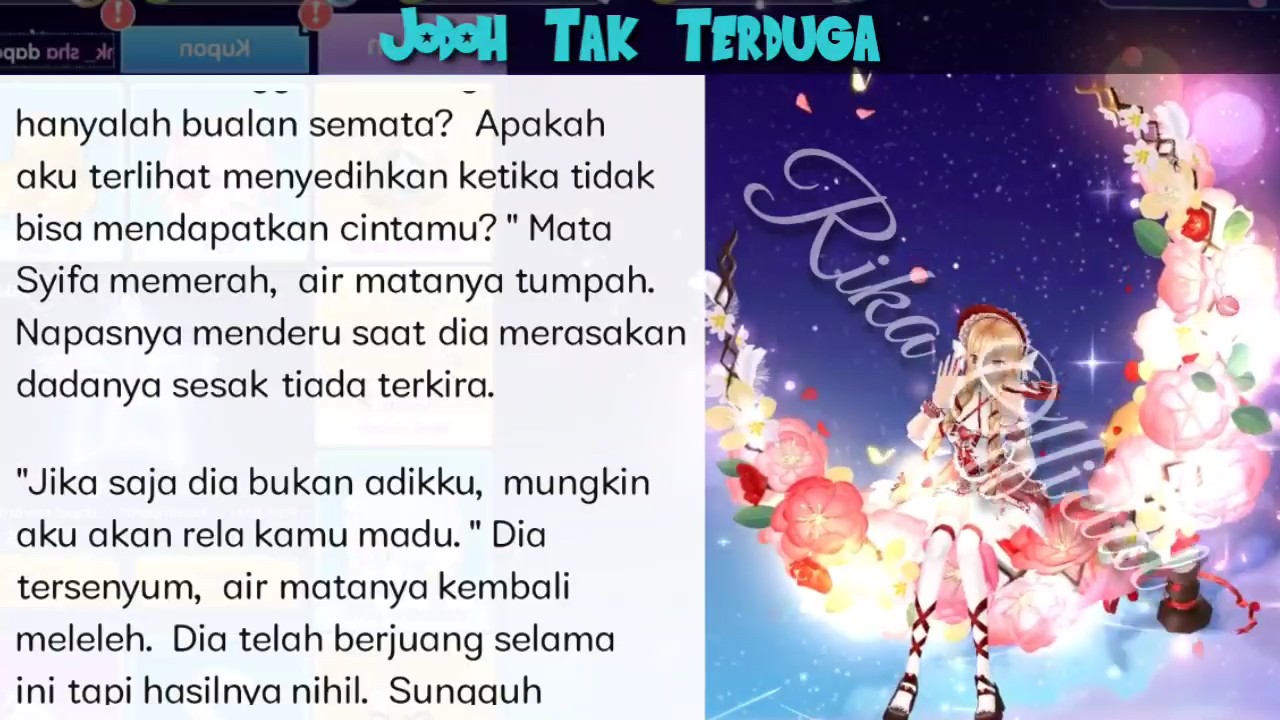 Jodoh Tak Terduga
Kupon
hanyalah bualan semata? Apakah
aku terlihat menyedihkan ketika tidak
bisa mendapatkan cintamu? " Mata
Syifa memerah, air matanya tumpah.
Napasnya menderu saat dia merasakan
dadanya sesak tiada terkira.
"Jika saja dia bukan adikku, mungkin
aku akan rela kamu madu. " Dia
tersenyum, air matanya kembali
meleleh. Dia telah berjuang selama
ini tapi hasilnya nihil. Sungguh
Rika